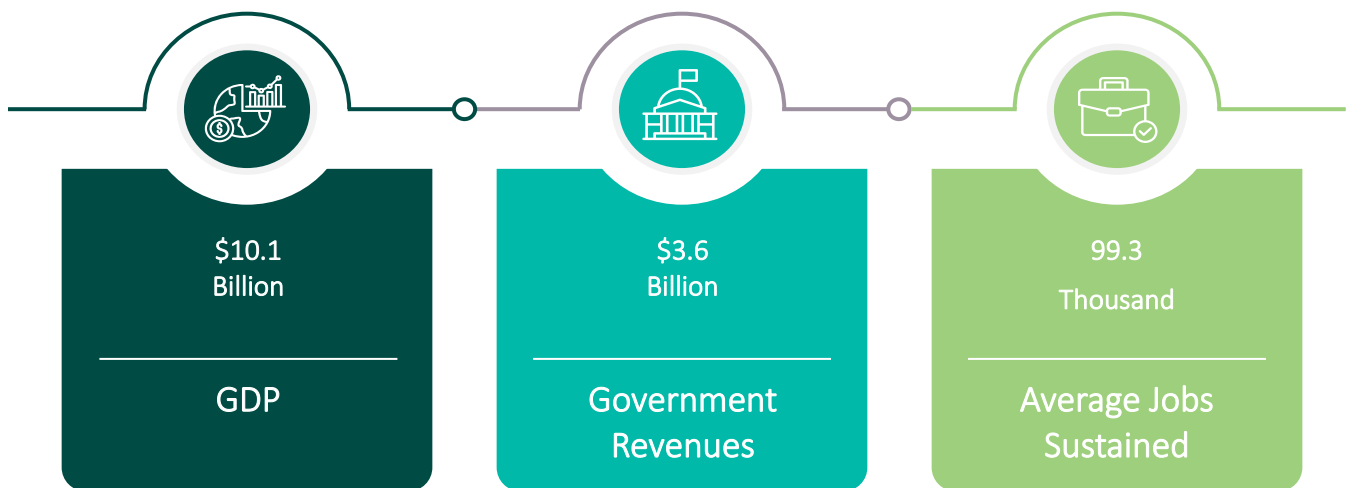 $10.1
Billion
GDP
$3.6
Billion
Government
Revenues
99.3
Thousand
Average Jobs
Sustained